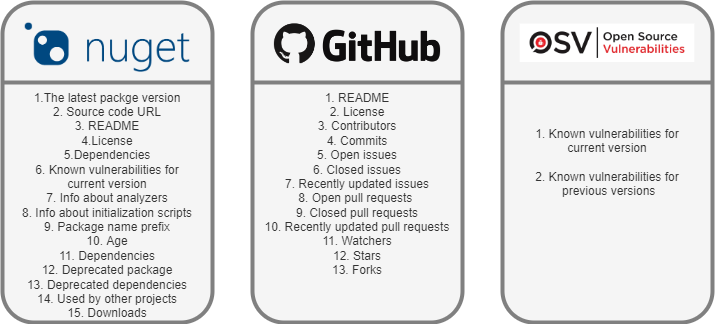 nuget
1.The latest packge version
2. Source code URL
3. README
4.License
5.Dependencies
6. Known vulnerabilities for
current version
7. Info about analyzers
8. Info about initialization scripts
9. Package name prefix
10. Age
11. Dependencies
12. Deprecated package
13. Deprecated dependencies
14. Used by other projects
15. Downloads
GitHub
1. README
2. License
3. Contributors
4. Commits
5. Open issues
6. Closed issues
7. Recently updated issues
8. Open pull requests
9. Closed pull requests
10. Recently updated pull requests
11. Watchers
12. Stars
13. Forks
OSV
Open Source
Vulnerabilities
1. Known vulnerabilities for
current version
2. Known vulnerabilities for
previous versions